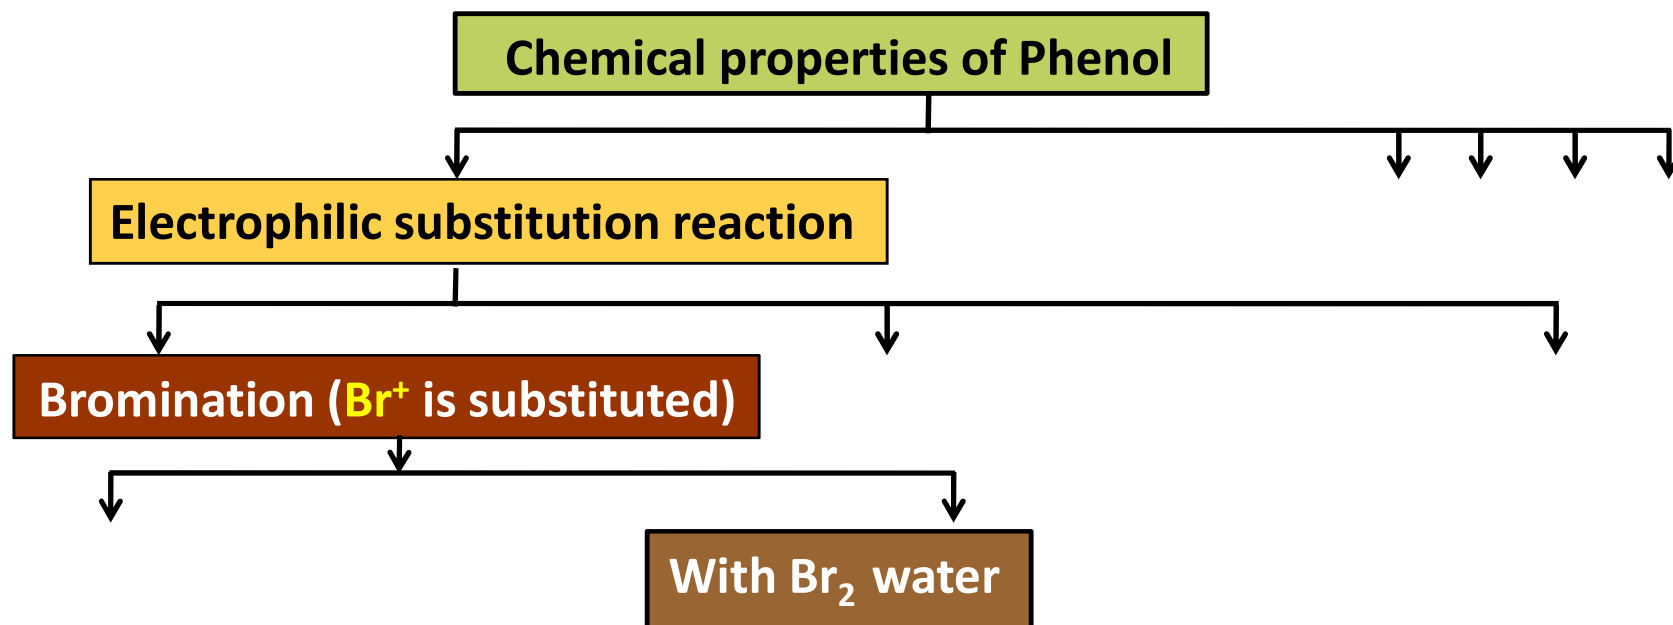 Chemical properties of Phenol
Electrophilic substitution reaction
Bromination (Br⁺ is substituted)
With Br₂ water